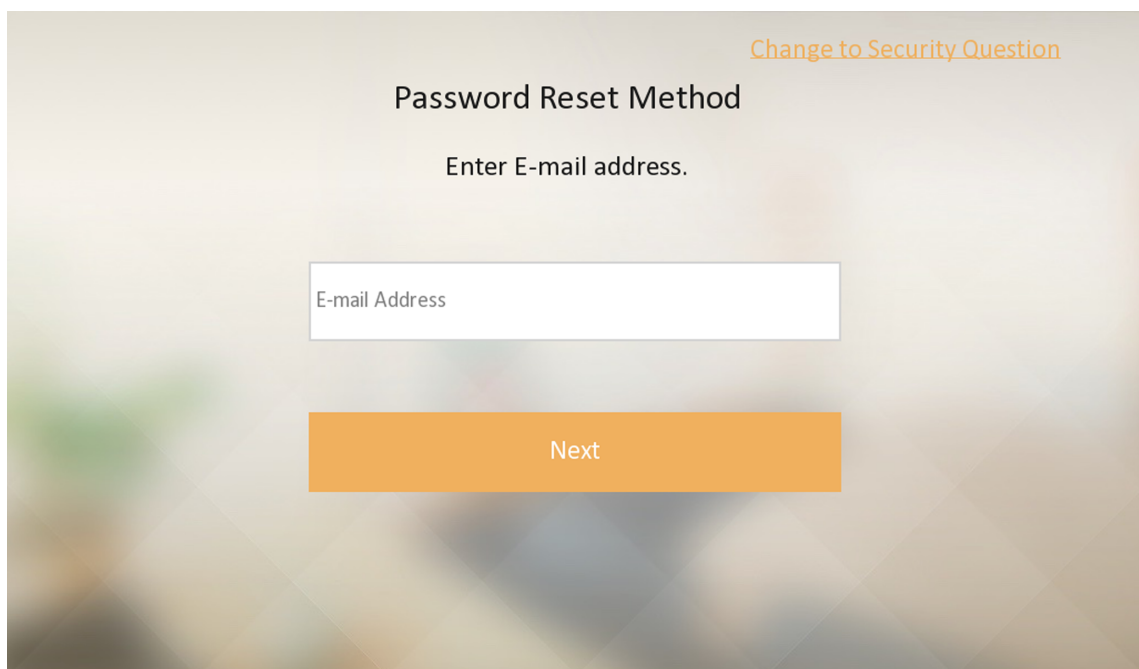 Change to Security Question
Password Reset Method
Enter E-mail address.
E-mail Address
Next